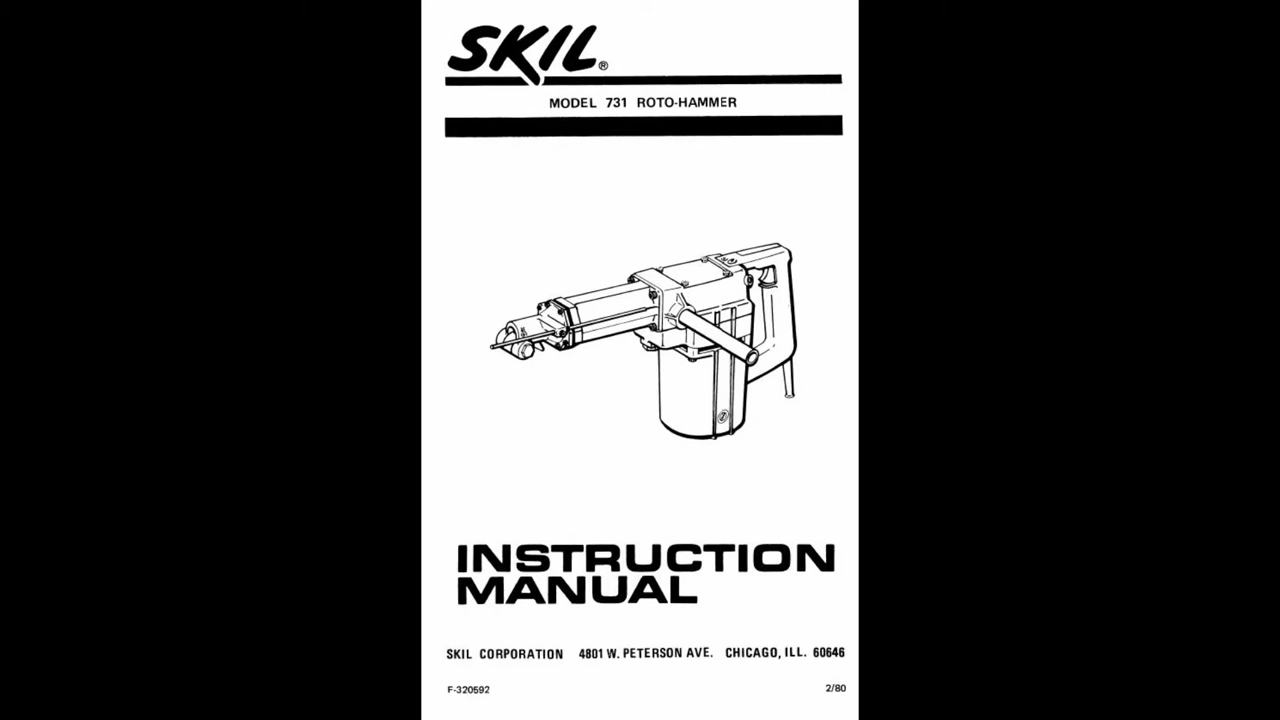 SKIL®
MODEL 731 ROTO-HAMMER
INSTRUCTION
MANUAL
SKIL CORPORATION 4801 W. PETERSON AVE. CHICAGO, ILL. 60646
F-320592 2/80